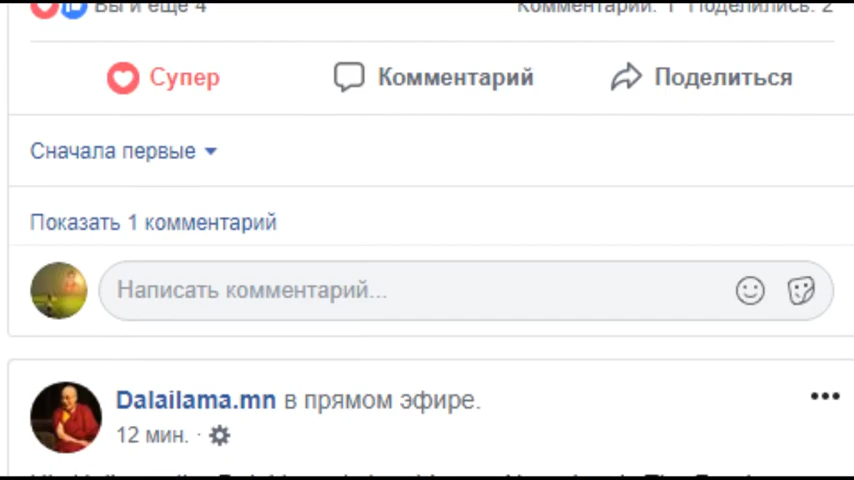 Вы и ещё 4 Комментарии: 1 Поделились: 2
Супер Комментарий Поделиться
Сначала первые
Показать 1 комментарий
Написать комментарий...
Dalailama.mn в прямом эфире.
12 мин. ·